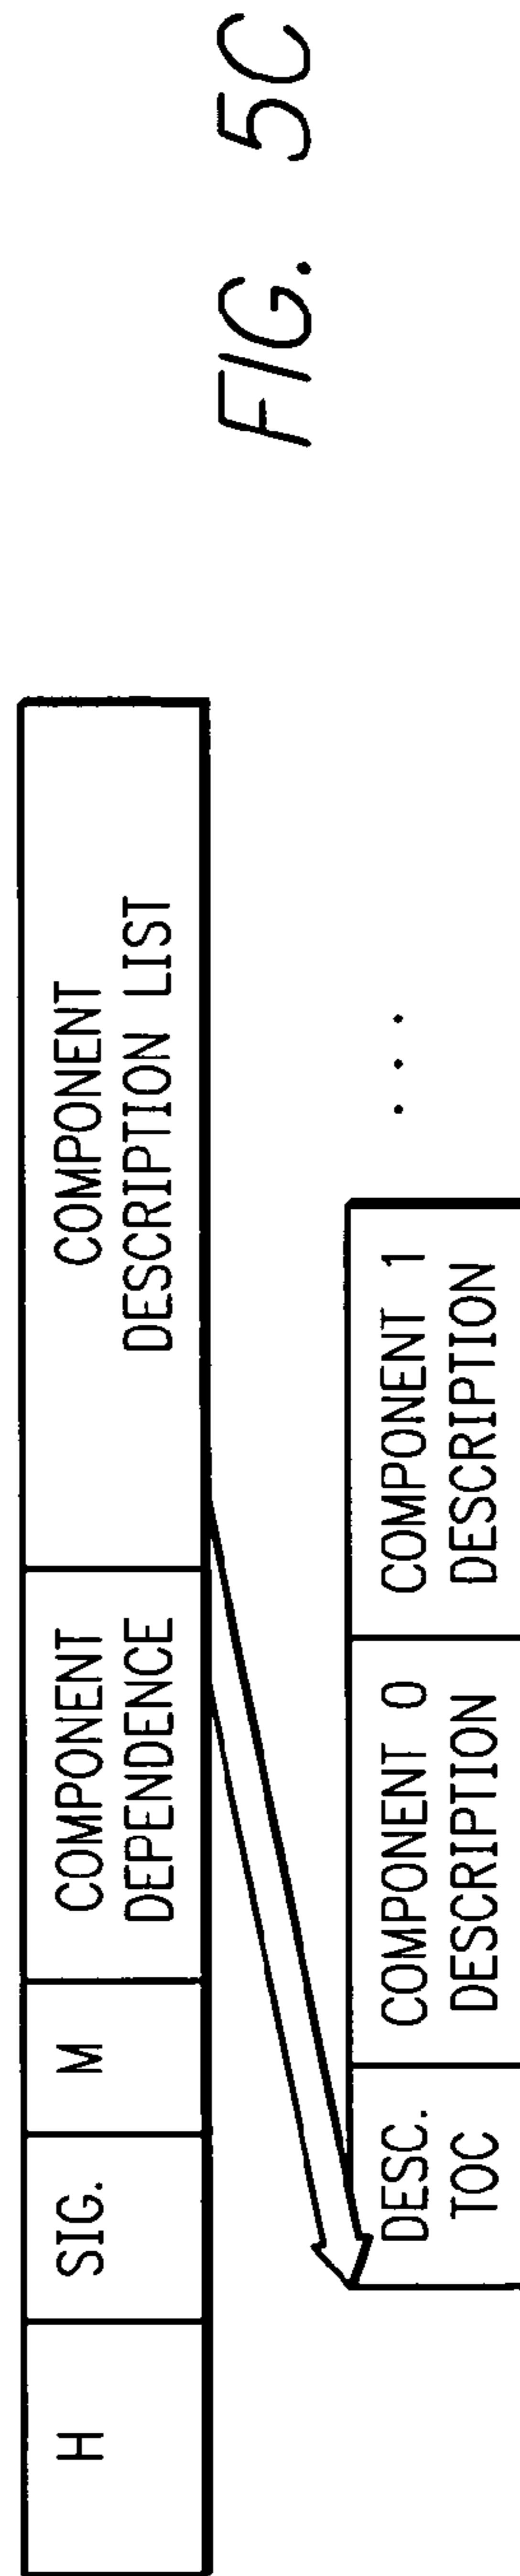 H
SIG.
M
COMPONENT
DEPENDENCE
COMPONENT
DESCRIPTION LIST
DESC.
TOC
COMPONENT 0
DESCRIPTION
COMPONENT 1
DESCRIPTION
. . .
FIG. 5C